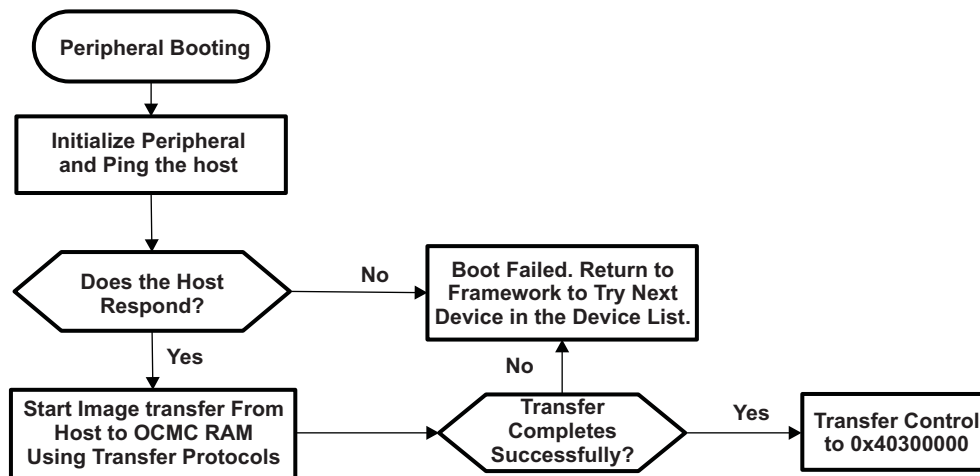 Peripheral Booting
Initialize Peripheral
and Ping the host
Does the Host
Respond?
No
Boot Failed. Return to
Framework to Try Next
Device in the Device List.
Yes
No
Start Image transfer From
Host to OCMC RAM
Using Transfer Protocols
Transfer
Completes
Successfully?
Yes
Transfer Control
to 0x40300000